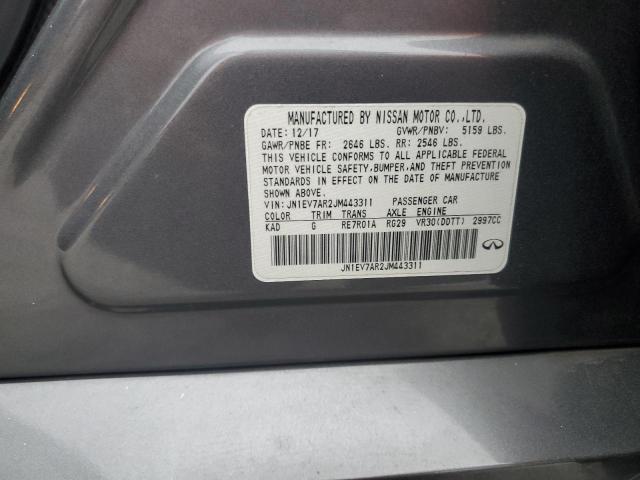 MANUFACTURED BY NISSAN MOTOR CO.,LTD.
DATE: 12/17 GVWR/PNBV: 5159 LBS.
GAWR/PNBE FR: 2646 LBS. RR: 2546 LBS.
THIS VEHICLE CONFORMS TO ALL APPLICABLE FEDERAL
MOTOR VEHICLE SAFETY,BUMPER,AND THEFT PREVENTION
STANDARDS IN EFFECT ON THE DATE OF MANUFACTURE
SHOWN ABOVE.
VIN: JN1EV7AR2JM443311 PASSENGER CAR
COLOR TRIM TRANS AXLE ENGINE
KAD G RE7R01A RG29 VR30(DDTT) 2997CC
JN1EV7AR2JM443311